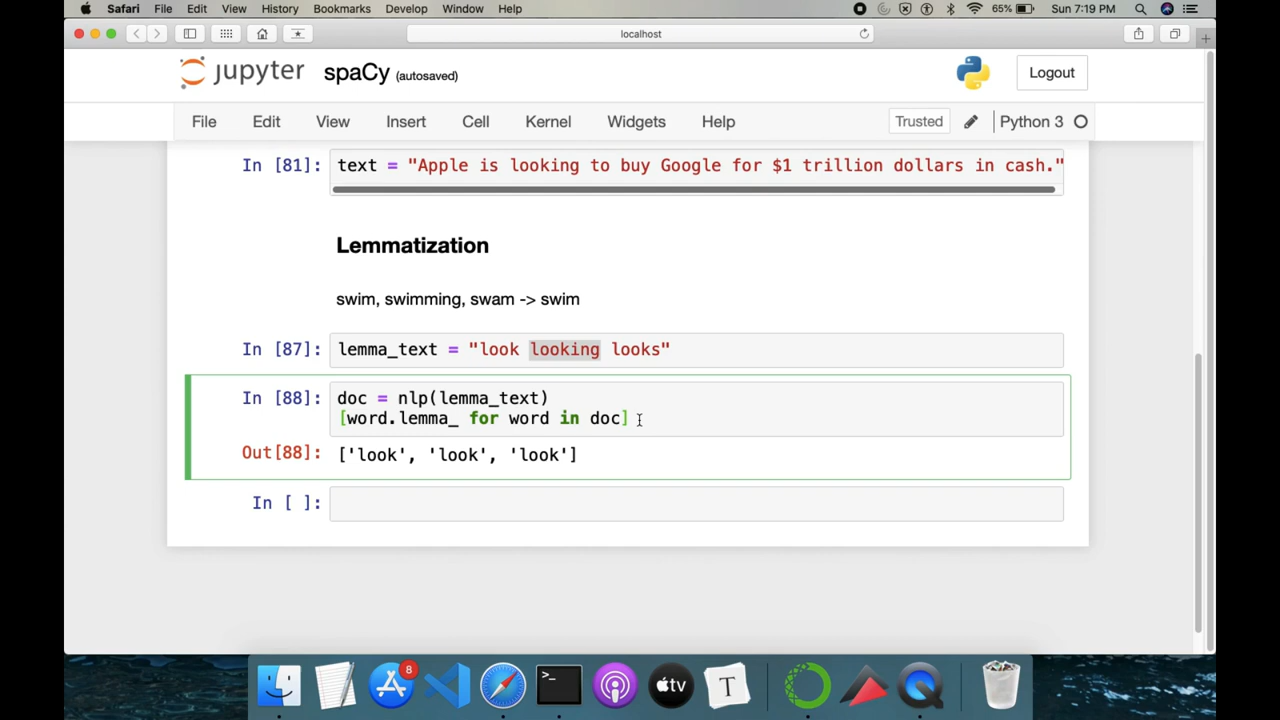 Safari File Edit View History Bookmarks Develop Window Help 65% Sun 7:19 PM
localhost
jupyter spaCy (autosaved) Logout
File Edit View Insert Cell Kernel Widgets Help Trusted Python 3
In [81]: text = "Apple is looking to buy Google for $1 trillion dollars in cash."
Lemmatization
swim, swimming, swam -> swim
In [87]: lemma_text = "look looking looks"
In [88]: doc = nlp(lemma_text)
[word.lemma_ for word in doc]
Out[88]: ['look', 'look', 'look']
In [ ]:
8
>_
tv
T